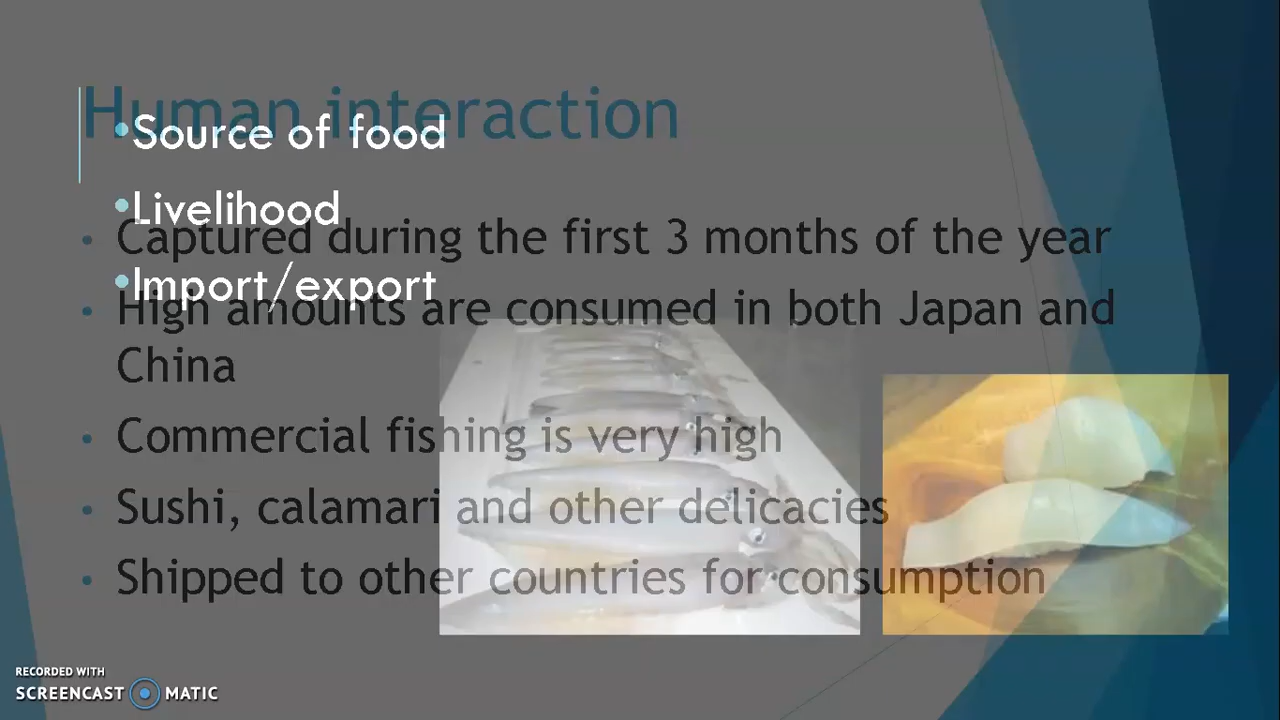 Human interaction
•Source of food
•Livelihood
•Import/export
• Captured during the first 3 months of the year
• High amounts are consumed in both Japan and
China
• Commercial fishing is very high
• Sushi, calamari and other delicacies
• Shipped to other countries for consumption
RECORDED WITH
SCREENCAST MATIC